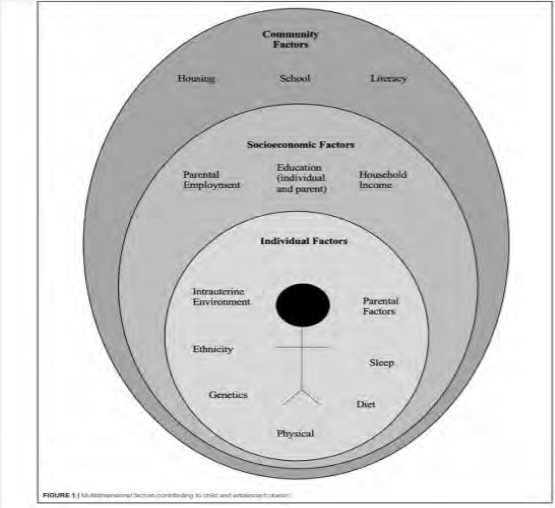 Community
Factors
Housing School Literacy
Socioeconomic Factors
Parental
Employment
Education
(individual
and parent)
Household
Income
Individual Factors
Intrauterine
Environment
Parental
Factors
Ethnicity
Sleep
Genetics
Diet
Physical
FIGURE 1 | Multidimensional factors contributing to child and adolescent obesity.